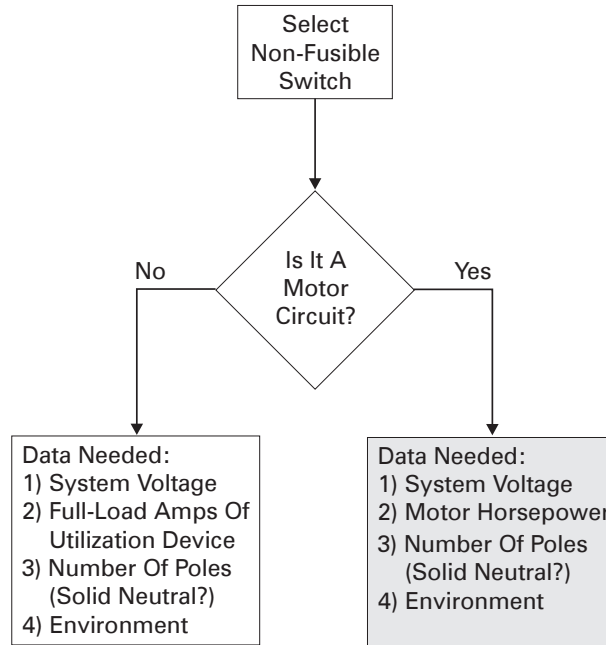 Select
Non-Fusible
Switch
Is It A
Motor
Circuit?
No
Yes
Data Needed:
1) System Voltage
2) Full-Load Amps Of
Utilization Device
3) Number Of Poles
(Solid Neutral?)
4) Environment
Data Needed:
1) System Voltage
2) Motor Horsepower
3) Number Of Poles
(Solid Neutral?)
4) Environment